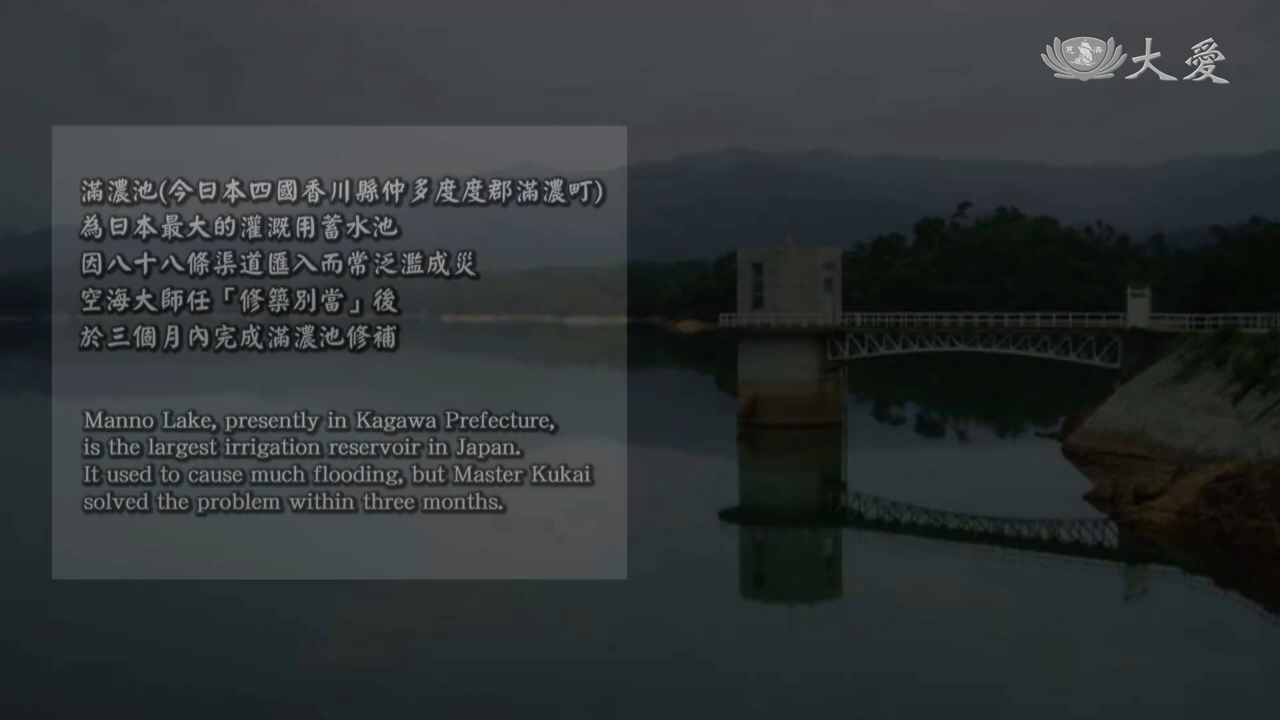 大愛
滿濃池(今日本四國香川縣仲多度度郡滿濃町)
為日本最大的灌溉用蓄水池
因八十八條渠道匯入而常泛濫成災
空海大師任「修築別當」後
於三個月內完成滿濃池修補
Manno Lake, presently in Kagawa Prefecture,
is the largest irrigation reservoir in Japan.
It used to cause much flooding, but Master Kukai
solved the problem within three months.